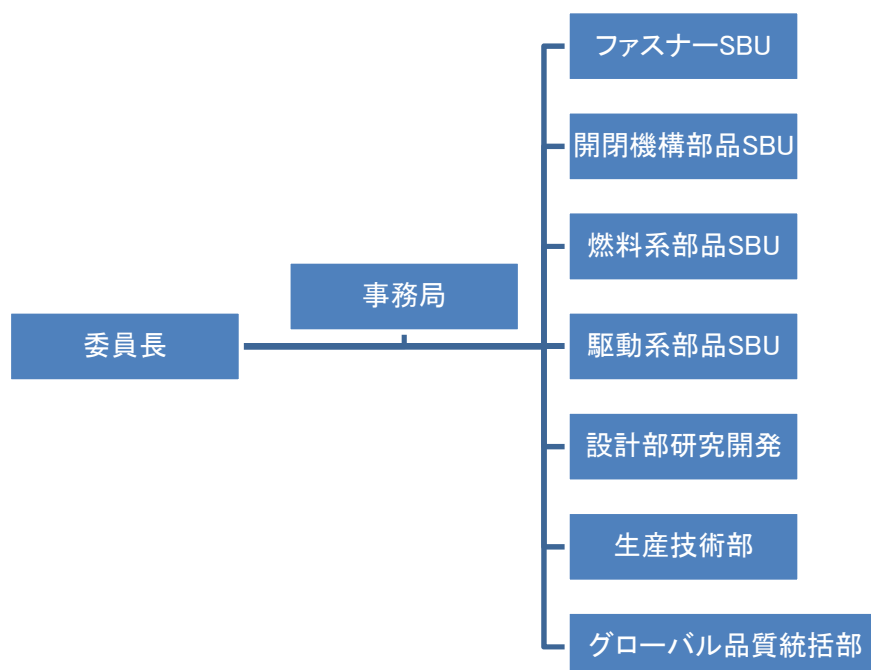 ファスナーSBU
開閉機構部品SBU
燃料系部品SBU
事務局
委員長
駆動系部品SBU
設計部研究開発
生産技術部
グローバル品質統括部